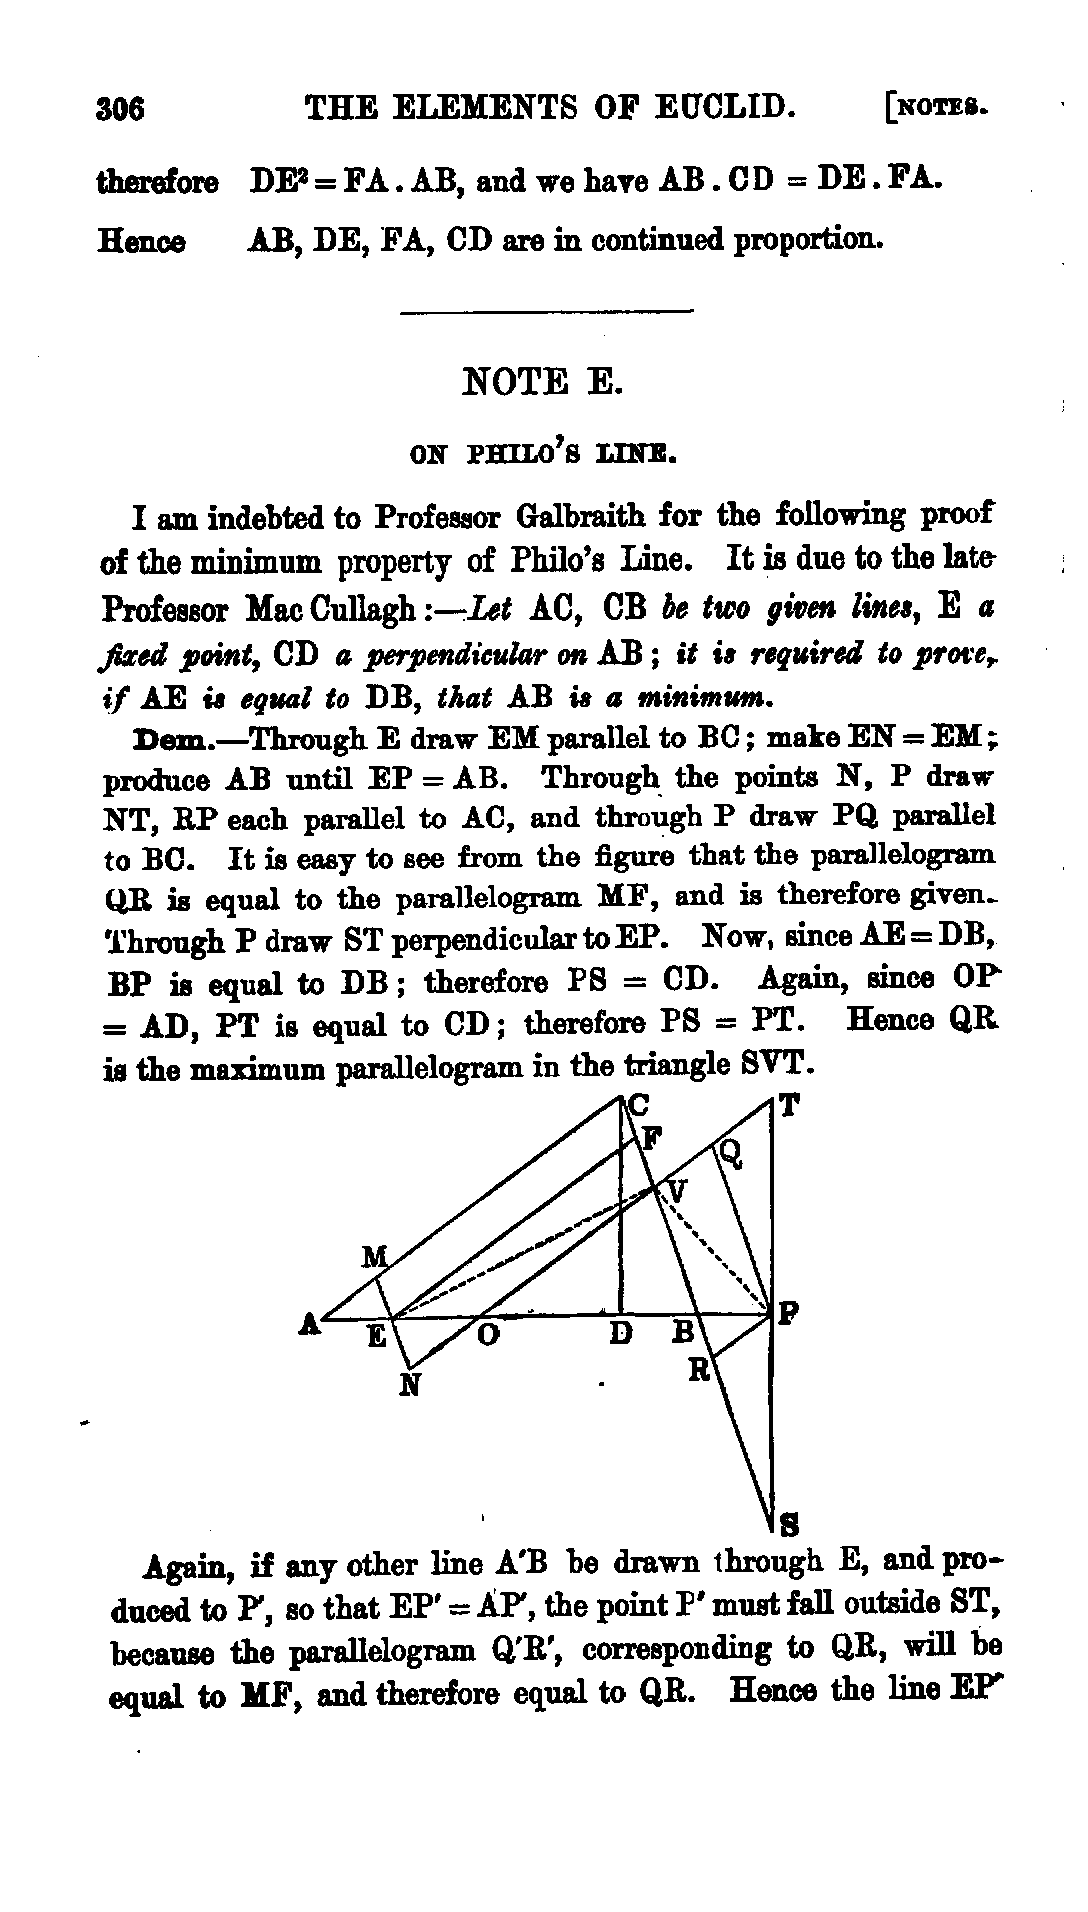 306 THE ELEMENTS OF EUCLID. [NOTES.
therefore DE² = FA . AB, and we have AB . CD = DE . FA.
Hence AB, DE, FA, CD are in continued proportion.
NOTE E.
ON PHILO'S LINE.
I am indebted to Professor Galbraith for the following proof
of the minimum property of Philo's Line. It is due to the late
Professor Mac Cullagh :—Let AC, CB be two given lines, E a
fixed point, CD a perpendicular on AB ; it is required to prove,
if AE is equal to DB, that AB is a minimum.
Dem.—Through E draw EM parallel to BC ; make EN = EM ;
produce AB until EP = AB. Through the points N, P draw
NT, RP each parallel to AC, and through P draw PQ parallel
to BC. It is easy to see from the figure that the parallelogram
QR is equal to the parallelogram MF, and is therefore given.
Through P draw ST perpendicular to EP. Now, since AE = DB,
BP is equal to DB ; therefore PS = CD. Again, since OP
= AD, PT is equal to CD ; therefore PS = PT. Hence QR
is the maximum parallelogram in the triangle SVT.
C T
F
Q
V
M
A E O D B P
R
N
S
Again, if any other line A'B be drawn through E, and pro-
duced to P', so that EP' = A'P', the point P' must fall outside ST,
because the parallelogram Q'R', corresponding to QR, will be
equal to MF, and therefore equal to QR. Hence the line EP'